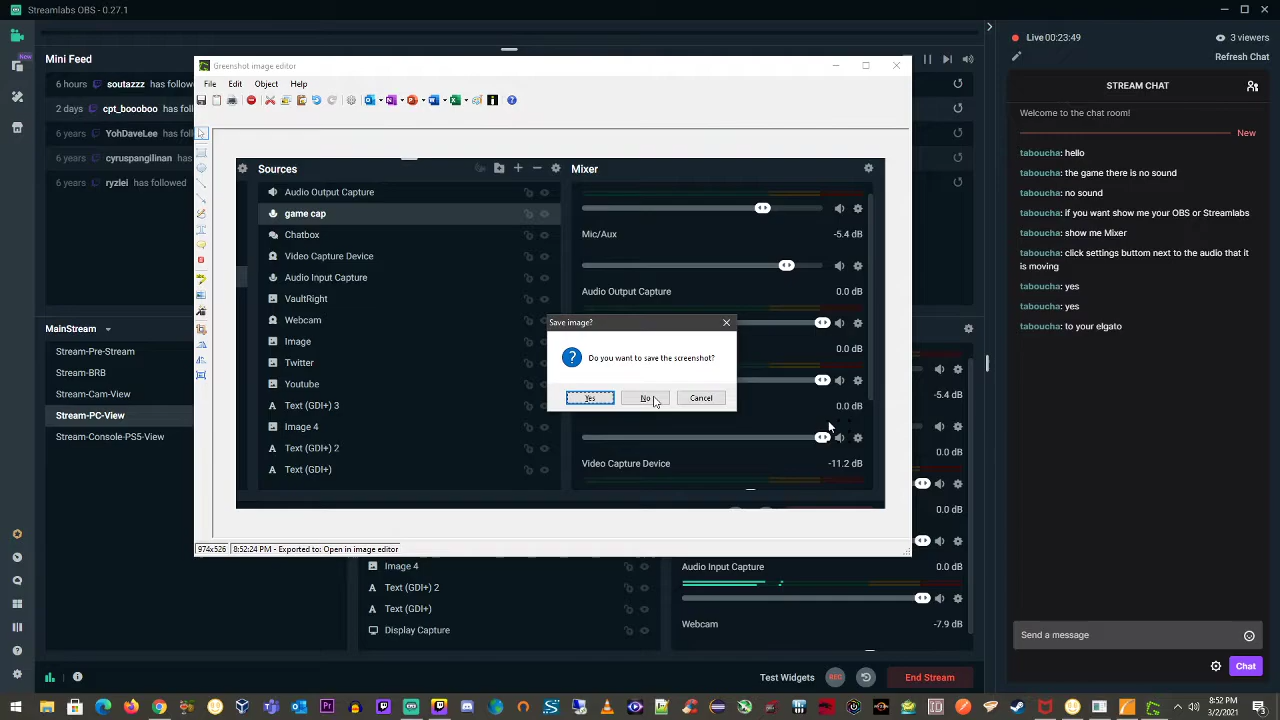 Streamlabs OBS - 0.27.1
New
Mini Feed
6 hours soutazzz has follo
2 days cpt_boooboo has fo
6 years YohDaveLee has fo
6 years cyruspangilinan has
6 years ryzlei has followed
Greenshot image editor
File Edit Object Help
Sources
Audio Output Capture
game cap
Chatbox
Video Capture Device
Audio Input Capture
VaultRight
Webcam
Image
Twitter
Youtube
Text (GDI+) 3
Image 4
Text (GDI+) 2
Text (GDI+)
Mixer
Mic/Aux -5.4 dB
Audio Output Capture 0.0 dB
0.0 dB
0.0 dB
Video Capture Device -11.2 dB
Save image?
Do you want to save the screenshot?
Yes No Cancel
974x526 8:52:24 PM - Exported to: Open in image editor
MainStream
Stream-Pre-Stream
Stream-BRB
Stream-Cam-View
Stream-PC-View
Stream-Console-PS5-View
Image 4
Text (GDI+) 2
Text (GDI+)
Display Capture
-5.4 dB
0.0 dB
0.0 dB
Audio Input Capture 0.0 dB
Webcam -7.9 dB
Test Widgets REC End Stream
Live 00:23:49 3 viewers
Refresh Chat
STREAM CHAT
Welcome to the chat room!
New
taboucha: hello
taboucha: the game there is no sound
taboucha: no sound
taboucha: if you want show me your OBS or Streamlabs
taboucha: show me Mixer
taboucha: click settings buttom next to the audio that it
is moving
taboucha: yes
taboucha: yes
taboucha: to your elgato
Send a message
Chat
8:52 PM
3/2/2021